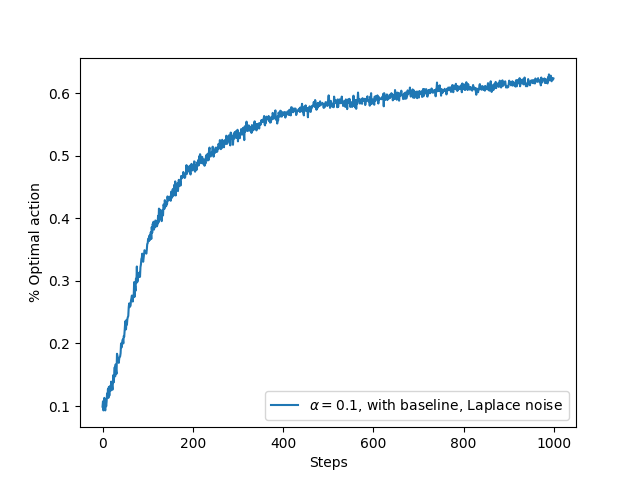 0.6
0.5
0.4
0.3
0.2
0.1
% Optimal action
α = 0.1, with baseline, Laplace noise
0 200 400 600 800 1000
Steps